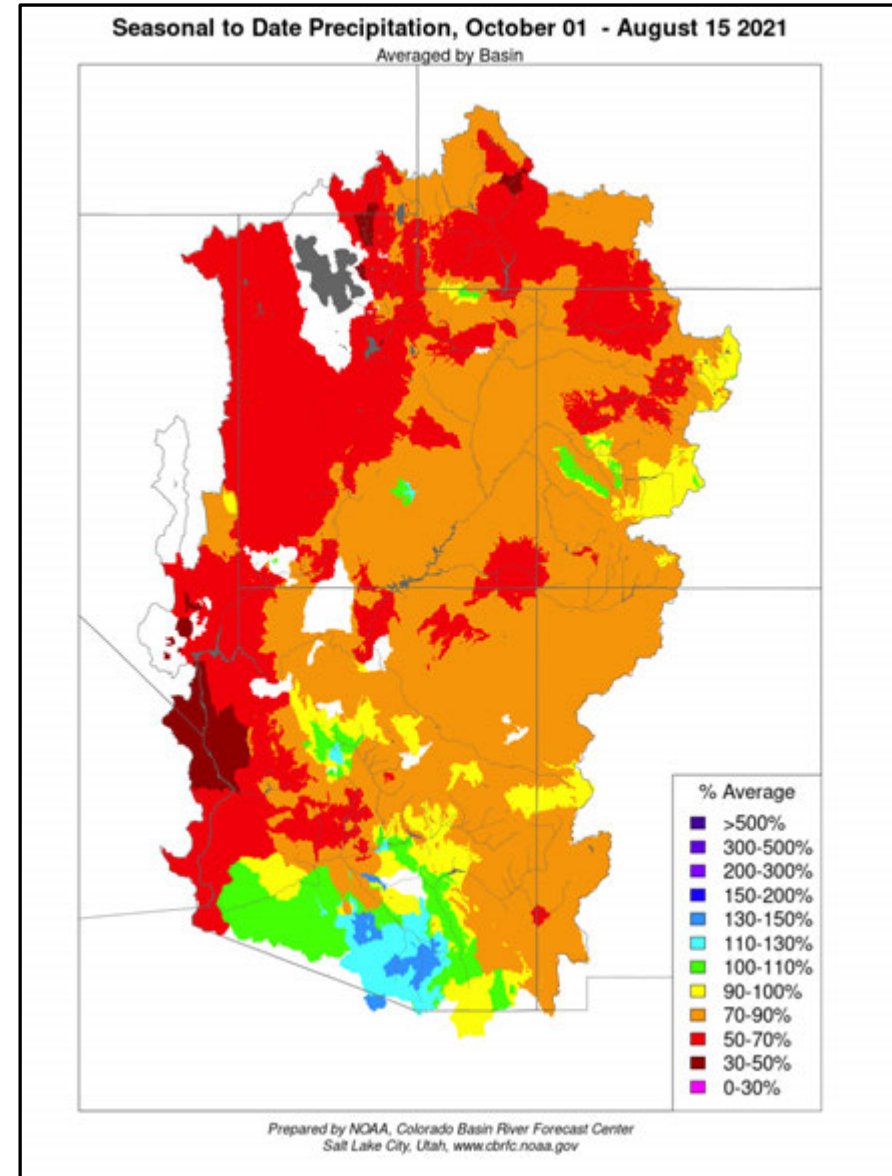 Seasonal to Date Precipitation, October 01 - August 15 2021
Averaged by Basin
% Average
>500%
300-500%
200-300%
150-200%
130-150%
110-130%
100-110%
90-100%
70-90%
50-70%
30-50%
0-30%
Prepared by NOAA, Colorado Basin River Forecast Center
Salt Lake City, Utah, www.cbrfc.noaa.gov